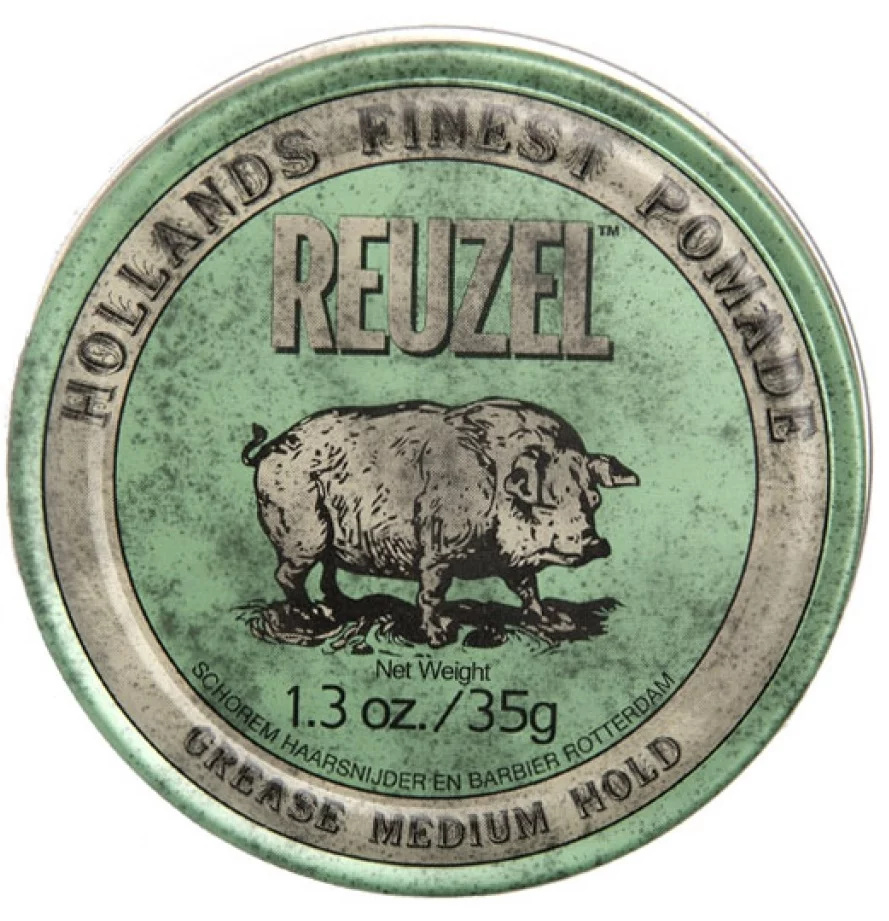 HOLLANDS FINEST POMADE
REUZEL™
Net Weight
1.3 oz./35g
SCHOREM HAARSNIJDER EN BARBIER ROTTERDAM
GREASE MEDIUM HOLD